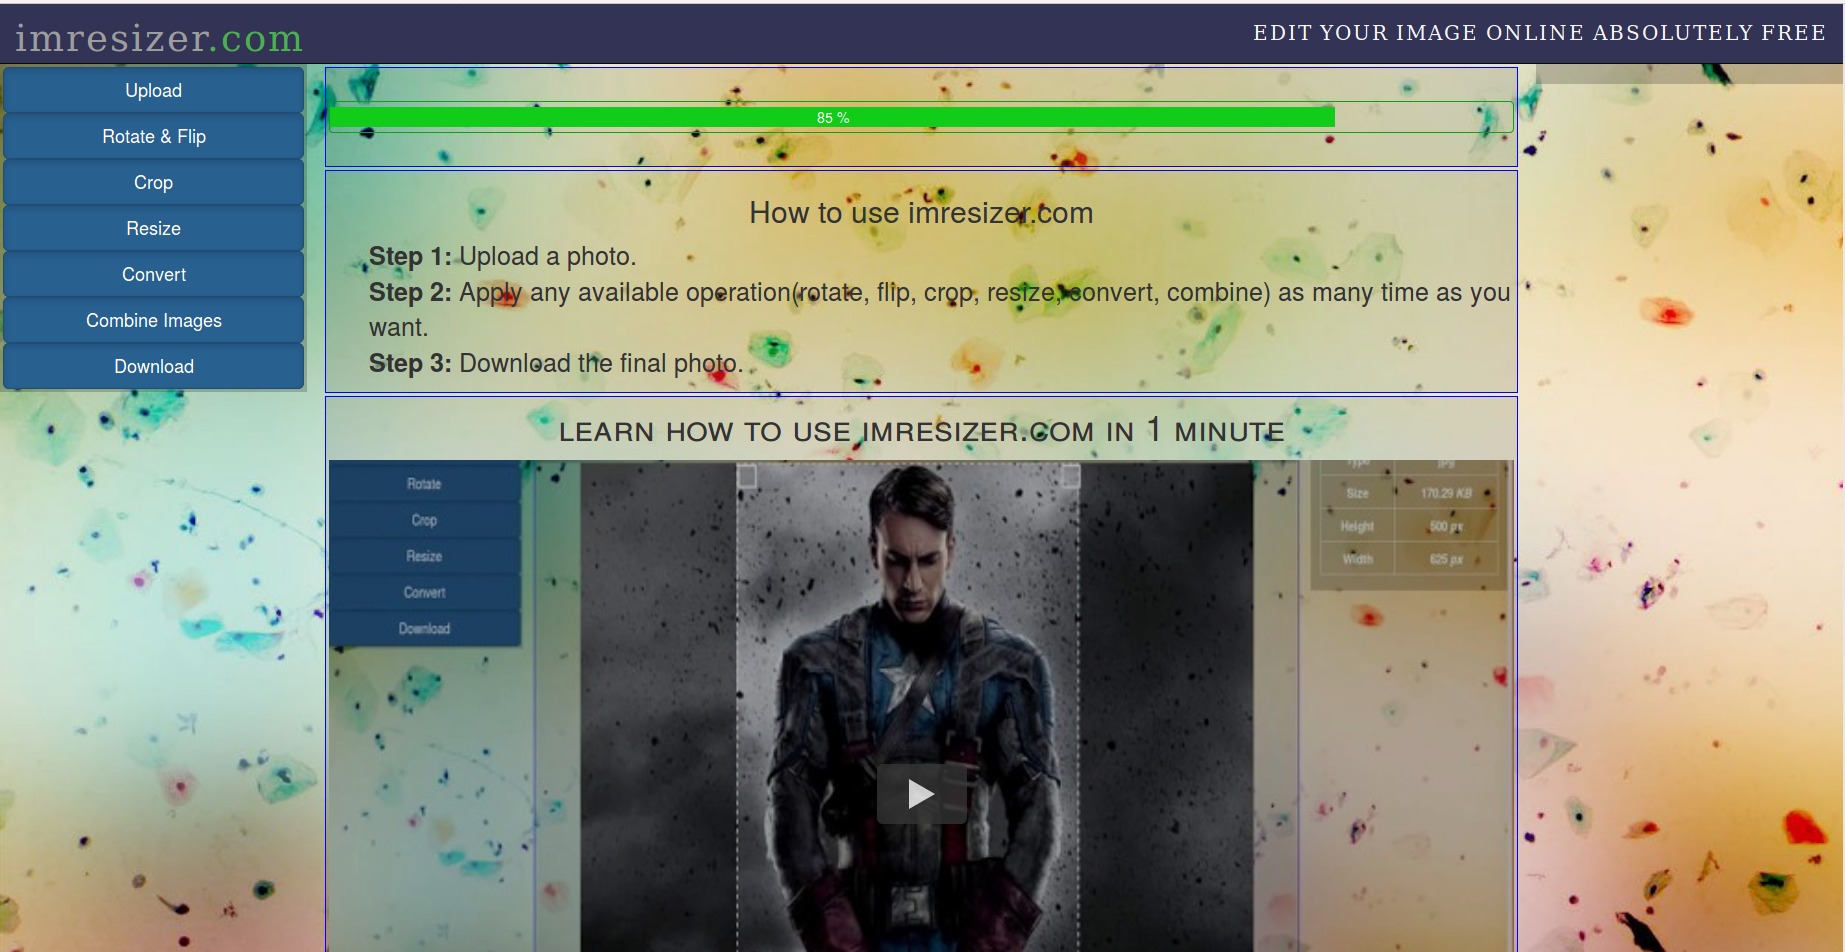 imresizer.com
EDIT YOUR IMAGE ONLINE ABSOLUTELY FREE
Upload
Rotate & Flip
Crop
Resize
Convert
Combine Images
Download
85 %
How to use imresizer.com
Step 1: Upload a photo.
Step 2: Apply any available operation(rotate, flip, crop, resize, convert, combine) as many time as you
want.
Step 3: Download the final photo.
LEARN HOW TO USE IMRESIZER.COM IN 1 MINUTE
Rotate
Crop
Resize
Convert
Download
Type jpg
Size 170.29 KB
Height 500 px
Width 625 px